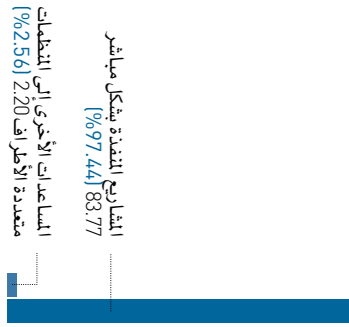 المشاريع المنفذة بشكل مباشر
83.77 (%97.44)
المساعدات الأخرى إلى المنظمات
متعددة الأطراف 2.20 (%2.56)